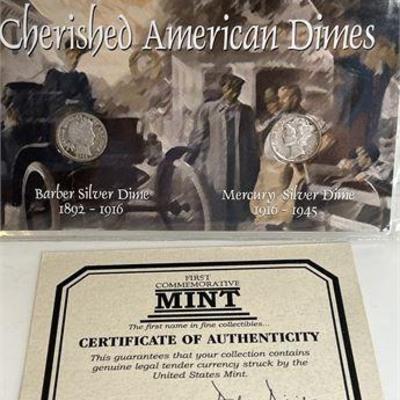 Cherished American Dimes
Barber Silver Dime Mercury Silver Dime
1892 - 1916 1916 - 1945
FIRST
COMMEMORATIVE
MINT
The first name in fine collectibles...
CERTIFICATE OF AUTHENTICITY
This guarantees that your collection contains
genuine legal tender currency struck by the
United States Mint.